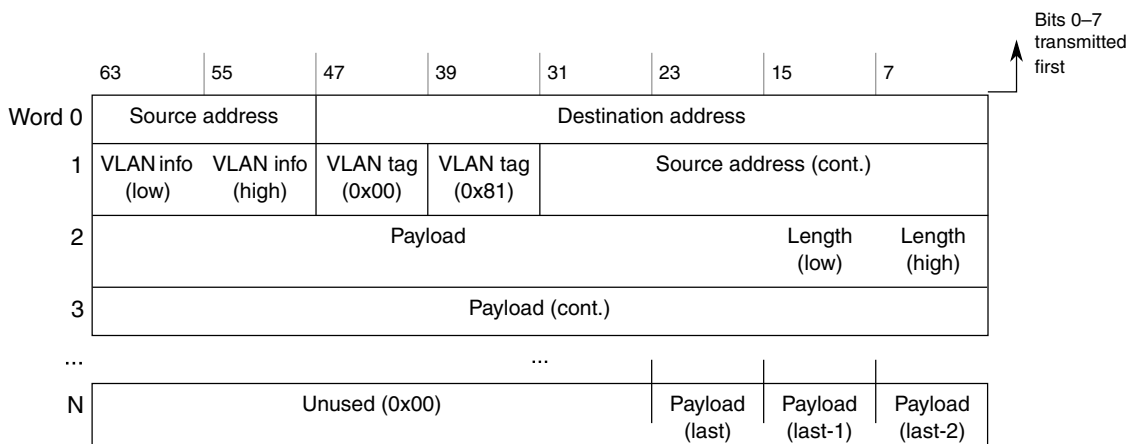 Bits 0–7
transmitted
first
63 55 47 39 31 23 15 7
Word 0 Source address Destination address
1 VLAN info VLAN info VLAN tag VLAN tag Source address (cont.)
(low) (high) (0x00) (0x81)
2 Payload Length Length
(low) (high)
3 Payload (cont.)
... ...
N Unused (0x00) Payload Payload Payload
(last) (last-1) (last-2)